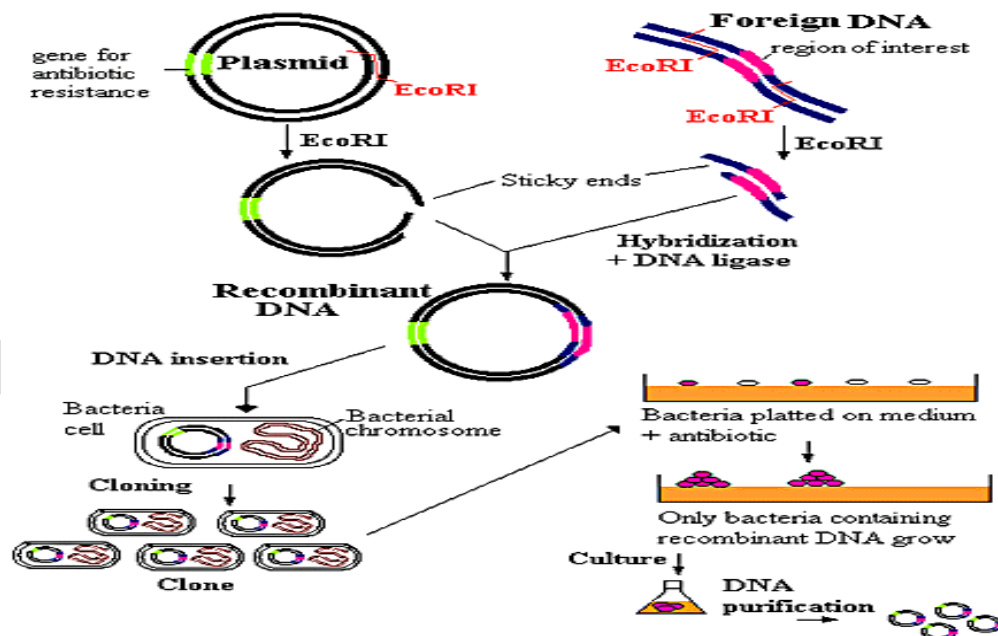 Foreign DNA
gene for
antibiotic
resistance
Plasmid
EcoRI
region of interest
EcoRI
EcoRI
EcoRI
EcoRI
Sticky ends
Hybridization
+ DNA ligase
Recombinant
DNA
DNA insertion
Bacteria
cell
Bacterial
chromosome
Cloning
Clone
Bacteria platted on medium
+ antibiotic
Only bacteria containing
recombinant DNA grow
Culture
DNA
purification